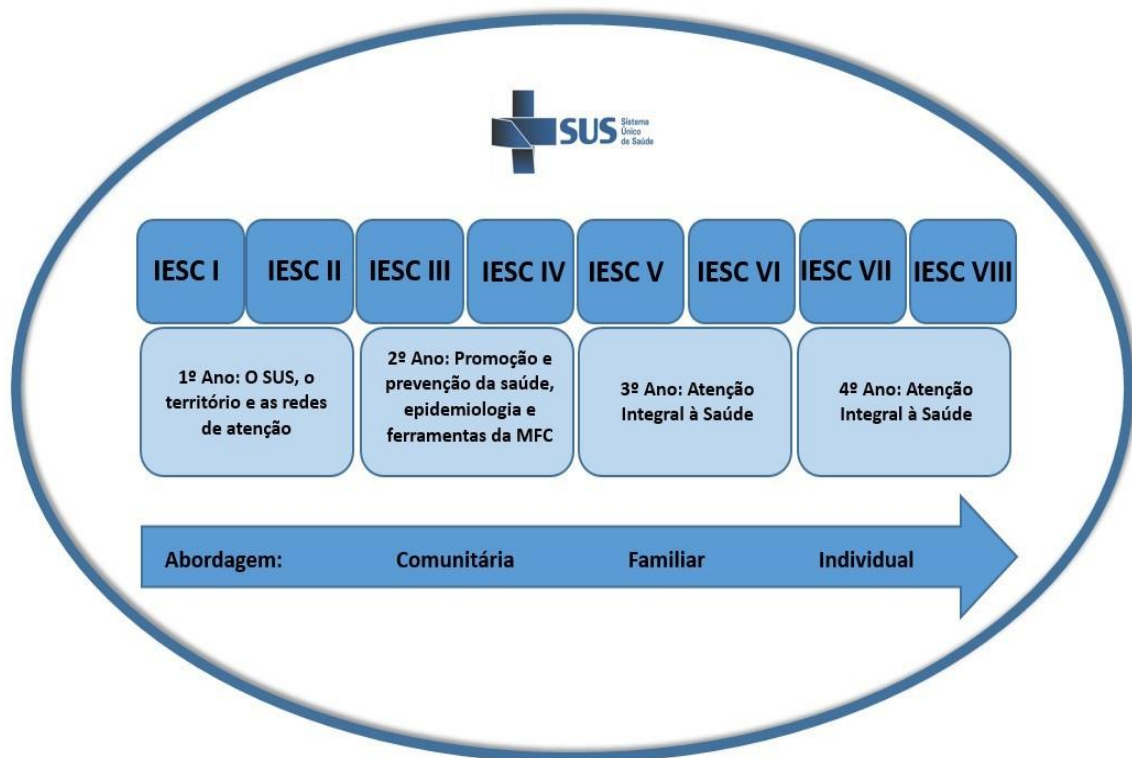 SUS
Sistema
Único
de Saúde
IESC I
IESC II
IESC III
IESC IV
IESC V
IESC VI
IESC VII
IESC VIII
1º Ano: O SUS, o
território e as redes
de atenção
2º Ano: Promoção e
prevenção da saúde,
epidemiologia e
ferramentas da MFC
3º Ano: Atenção
Integral à Saúde
4º Ano: Atenção
Integral à Saúde
Abordagem: Comunitária Familiar Individual